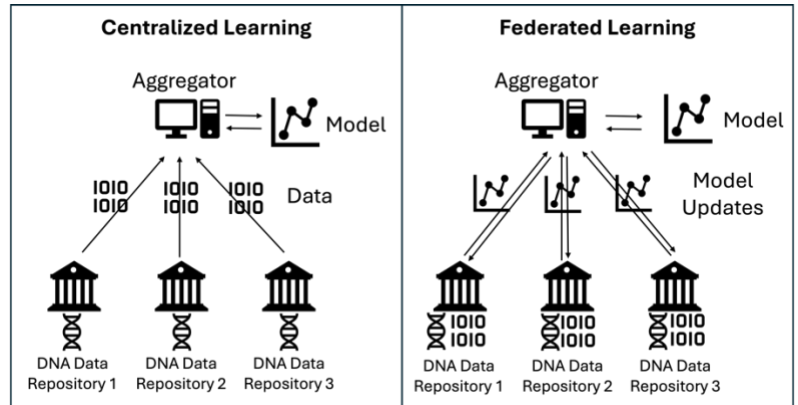 Centralized Learning
Aggregator
Model
1010
1010
1010
1010
1010
1010
Data
DNA Data
Repository 1
DNA Data
Repository 2
DNA Data
Repository 3
Federated Learning
Aggregator
Model
Model
Updates
1010
1010
1010
1010
1010
1010
DNA Data
Repository 1
DNA Data
Repository 2
DNA Data
Repository 3